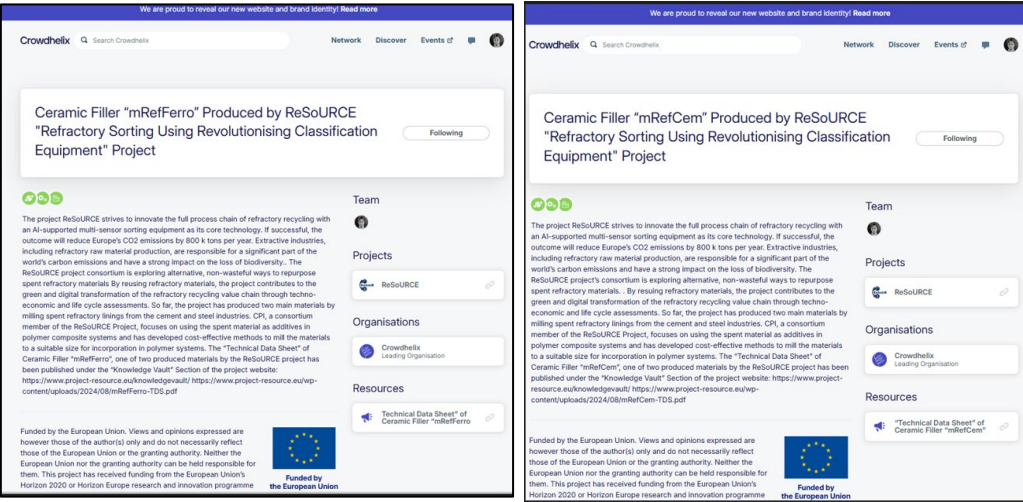 We are proud to reveal our new website and brand identity! Read more
Crowdhelix
Search Crowdhelix
Network
Discover
Events
Ceramic Filler “mRefFerro” Produced by ReSoURCE
"Refractory Sorting Using Revolutionising Classification
Equipment" Project
Following
The project ReSoURCE strives to innovate the full process chain of refractory recycling with
an AI-supported multi-sensor sorting equipment as its core technology. If successful, the
outcome will reduce Europe's CO2 emissions by 800 k tons per year. Extractive industries,
including refractory raw material production, are responsible for a significant part of the
world's carbon emissions and have a strong impact on the loss of biodiversity.. The
ReSoURCE project consortium is exploring alternative, non-wasteful ways to repurpose
spent refractory materials By reusing refractory materials, the project contributes to the
green and digital transformation of the refractory recycling value chain through techno-
economic and life cycle assessments. So far, the project has produced two main materials by
milling spent refractory linings from the cement and steel industries. CPI, a consortium
member of the ReSoURCE Project, focuses on using the spent material as additives in
polymer composite systems and has developed cost-effective methods to mill the materials
to a suitable size for incorporation in polymer systems. The “Technical Data Sheet” of
Ceramic Filler “mRefFerro”, one of two produced materials by the ReSoURCE project has
been published under the “Knowledge Vault” Section of the project website:
https://www.project-resource.eu/knowledgevault/ https://www.project-resource.eu/wp-
content/uploads/2024/08/mRefFerro-TDS.pdf
Team
Projects
ReSoURCE
Organisations
Crowdhelix
Leading Organisation
Resources
Technical Data Sheet” of
Ceramic Filler “mRefFerro
Funded by the European Union. Views and opinions expressed are
however those of the author(s) only and do not necessarily reflect
those of the European Union or the granting authority. Neither the
European Union nor the granting authority can be held responsible for
them. This project has received funding from the European Union's
Horizon 2020 or Horizon Europe research and innovation programme
Funded by
the European Union
We are proud to reveal our new website and brand identity! Read more
Crowdhelix
Search Crowdhelix
Network
Discover
Events
Ceramic Filler “mRefCem” Produced by ReSoURCE
"Refractory Sorting Using Revolutionising Classification
Equipment" Project
Following
The project ReSoURCE strives to innovate the full process chain of refractory recycling with
an AI-supported multi-sensor sorting equipment as its core technology. If successful, the
outcome will reduce Europe's CO2 emissions by 800 k tons per year. Extractive industries,
including refractory raw material production, are responsible for a significant part of the
world's carbon emissions and have a strong impact on the loss of biodiversity. The
ReSoURCE project's consortium is exploring alternative, non-wasteful ways to repurpose
spent refractory materials. . By reusing refractory materials, the project contributes to the
green and digital transformation of the refractory recycling value chain through techno-
economic and life cycle assessments. So far, the project has produced two main materials by
milling spent refractory linings from the cement and steel industries. CPI, a consortium
member of the ReSoURCE Project, focuses on using the spent material as additives in
polymer composite systems and has developed cost-effective methods to mill the materials
to a suitable size for incorporation in polymer systems. The “Technical Data Sheet” of
Ceramic Filler “mRefCem”, one of two produced materials by the ReSoURCE project has been
published under the “Knowledge Vault” Section of the project website: https://www.project-
resource.eu/knowledgevault/ https://www.project-resource.eu/wp-
content/uploads/2024/08/mRefCem-TDS.pdf
Team
Projects
ReSoURCE
Organisations
Crowdhelix
Leading Organisation
Resources
“Technical Data Sheet” of
Ceramic Filler “mRefCem”
Funded by the European Union. Views and opinions expressed are
however those of the author(s) only and do not necessarily reflect
those of the European Union or the granting authority. Neither the
European Union nor the granting authority can be held responsible for
them. This project has received funding from the European Union's
Horizon 2020 or Horizon Europe research and innovation programme
Funded by
the European Union